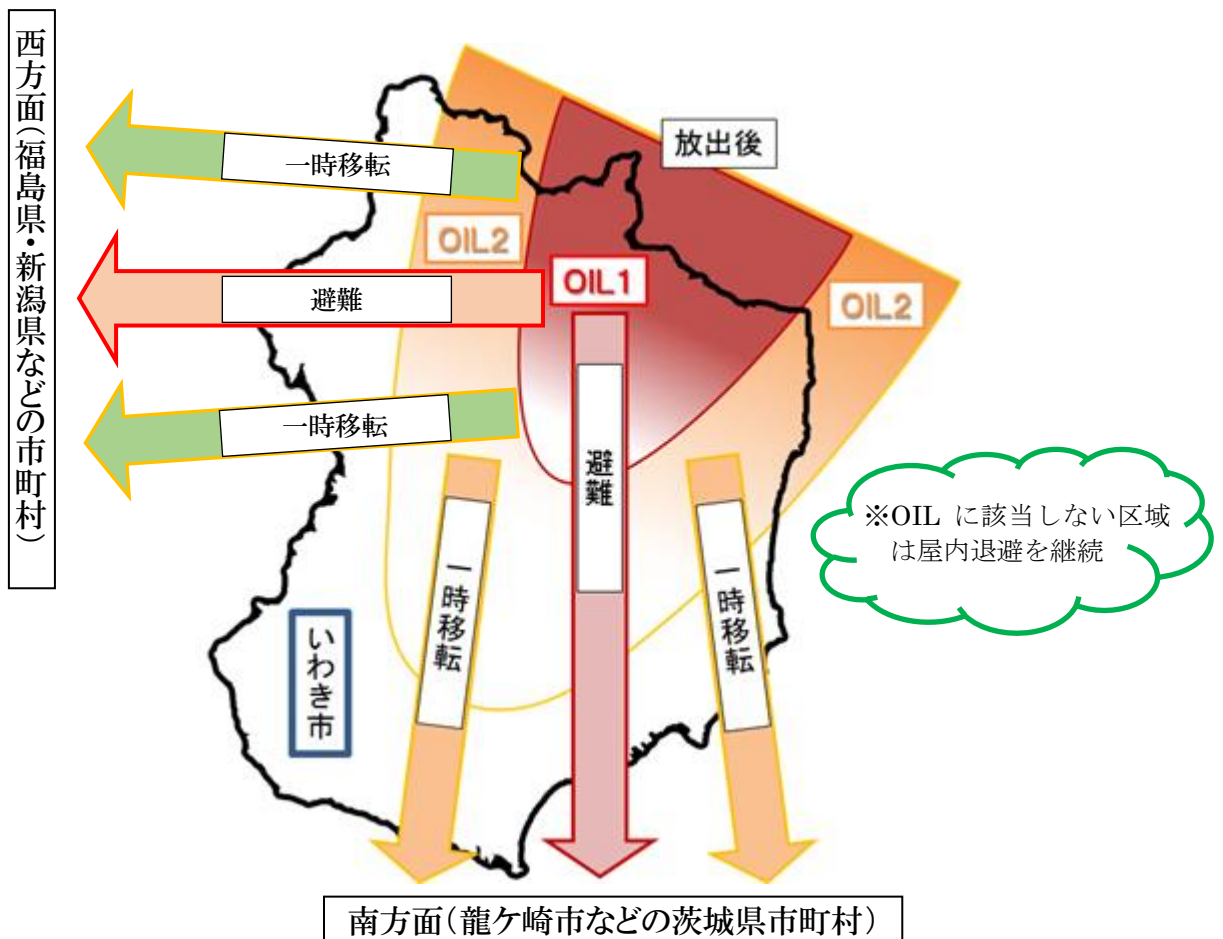 西方面（福島県・新潟県などの市町村）
放出後
一時移転
OIL2
OIL1
OIL2
避難
一時移転
避難
※OIL に該当しない区域
は屋内退避を継続
一時移転
一時移転
いわき市
南方面（龍ケ崎市などの茨城県市町村）